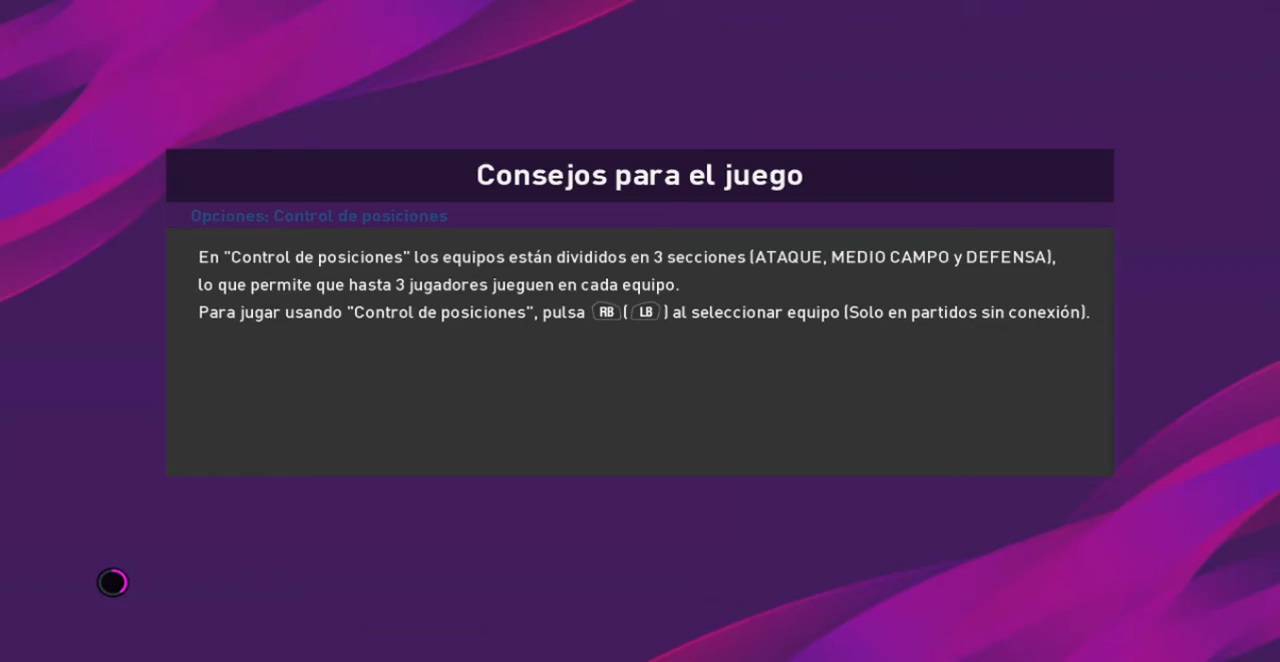 Consejos para el juego
Opciones: Control de posiciones
En "Control de posiciones" los equipos están divididos en 3 secciones (ATAQUE, MEDIO CAMPO y DEFENSA),
lo que permite que hasta 3 jugadores jueguen en cada equipo.
Para jugar usando "Control de posiciones", pulsa RB ( LB ) al seleccionar equipo (Solo en partidos sin conexión).